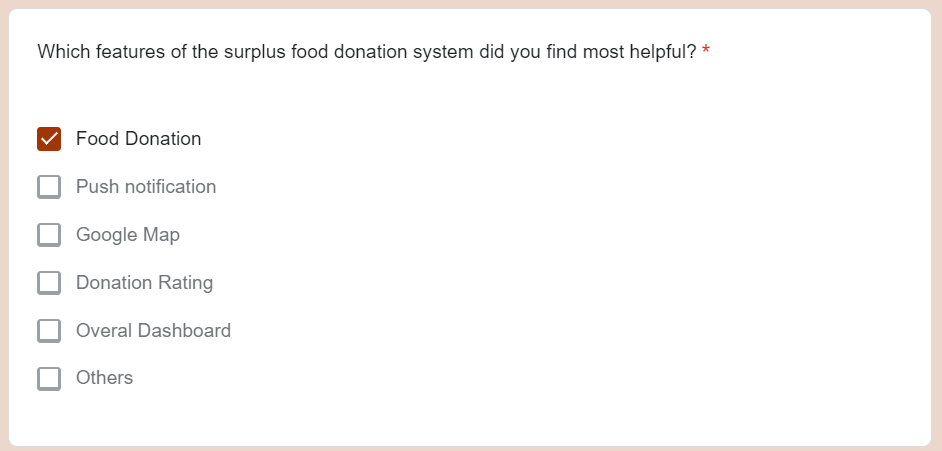 Which features of the surplus food donation system did you find most helpful? *
Food Donation
Push notification
Google Map
Donation Rating
Overal Dashboard
Others